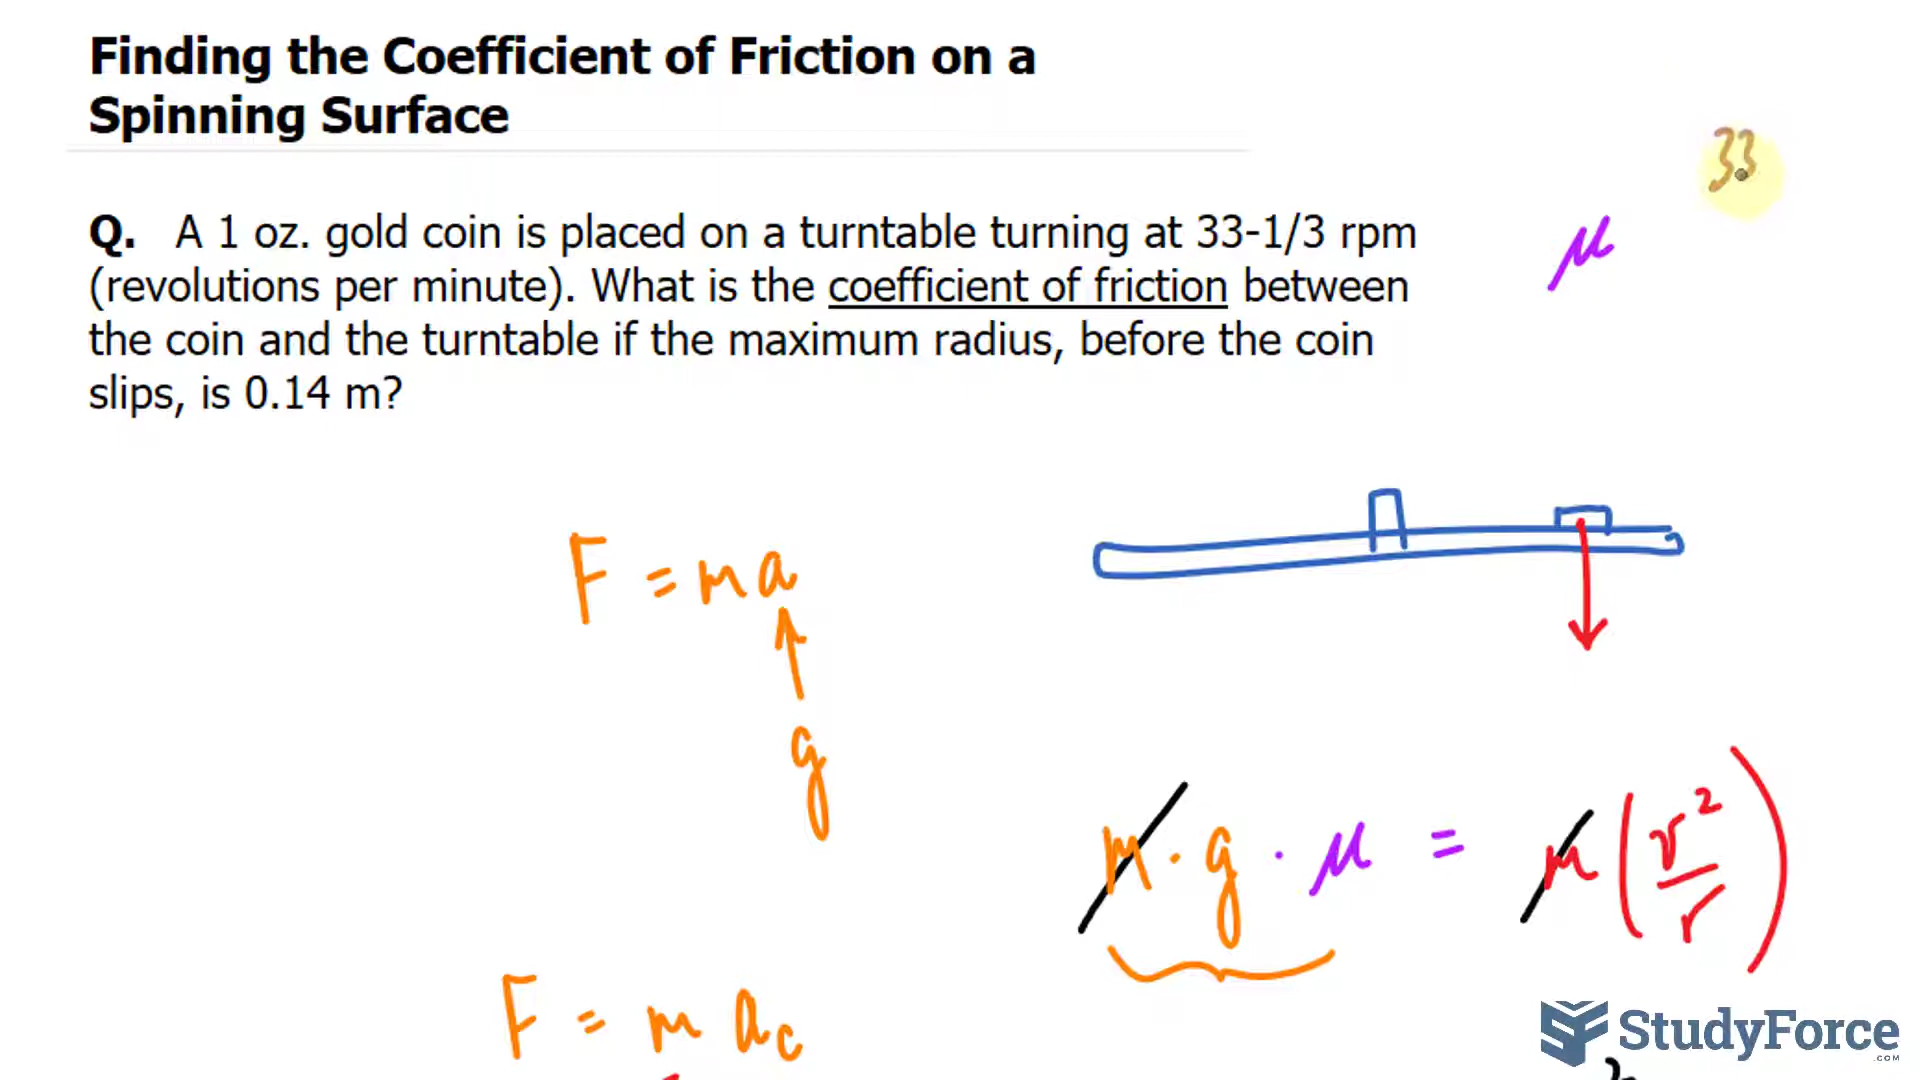 Finding the Coefficient of Friction on a
Spinning Surface
33
Q. A 1 oz. gold coin is placed on a turntable turning at 33-1/3 rpm
(revolutions per minute). What is the coefficient of friction between
the coin and the turntable if the maximum radius, before the coin
slips, is 0.14 m?
μ
F = ma
g
m · g · μ = m (v²/r)
F = m a_c
StudyForce
.COM